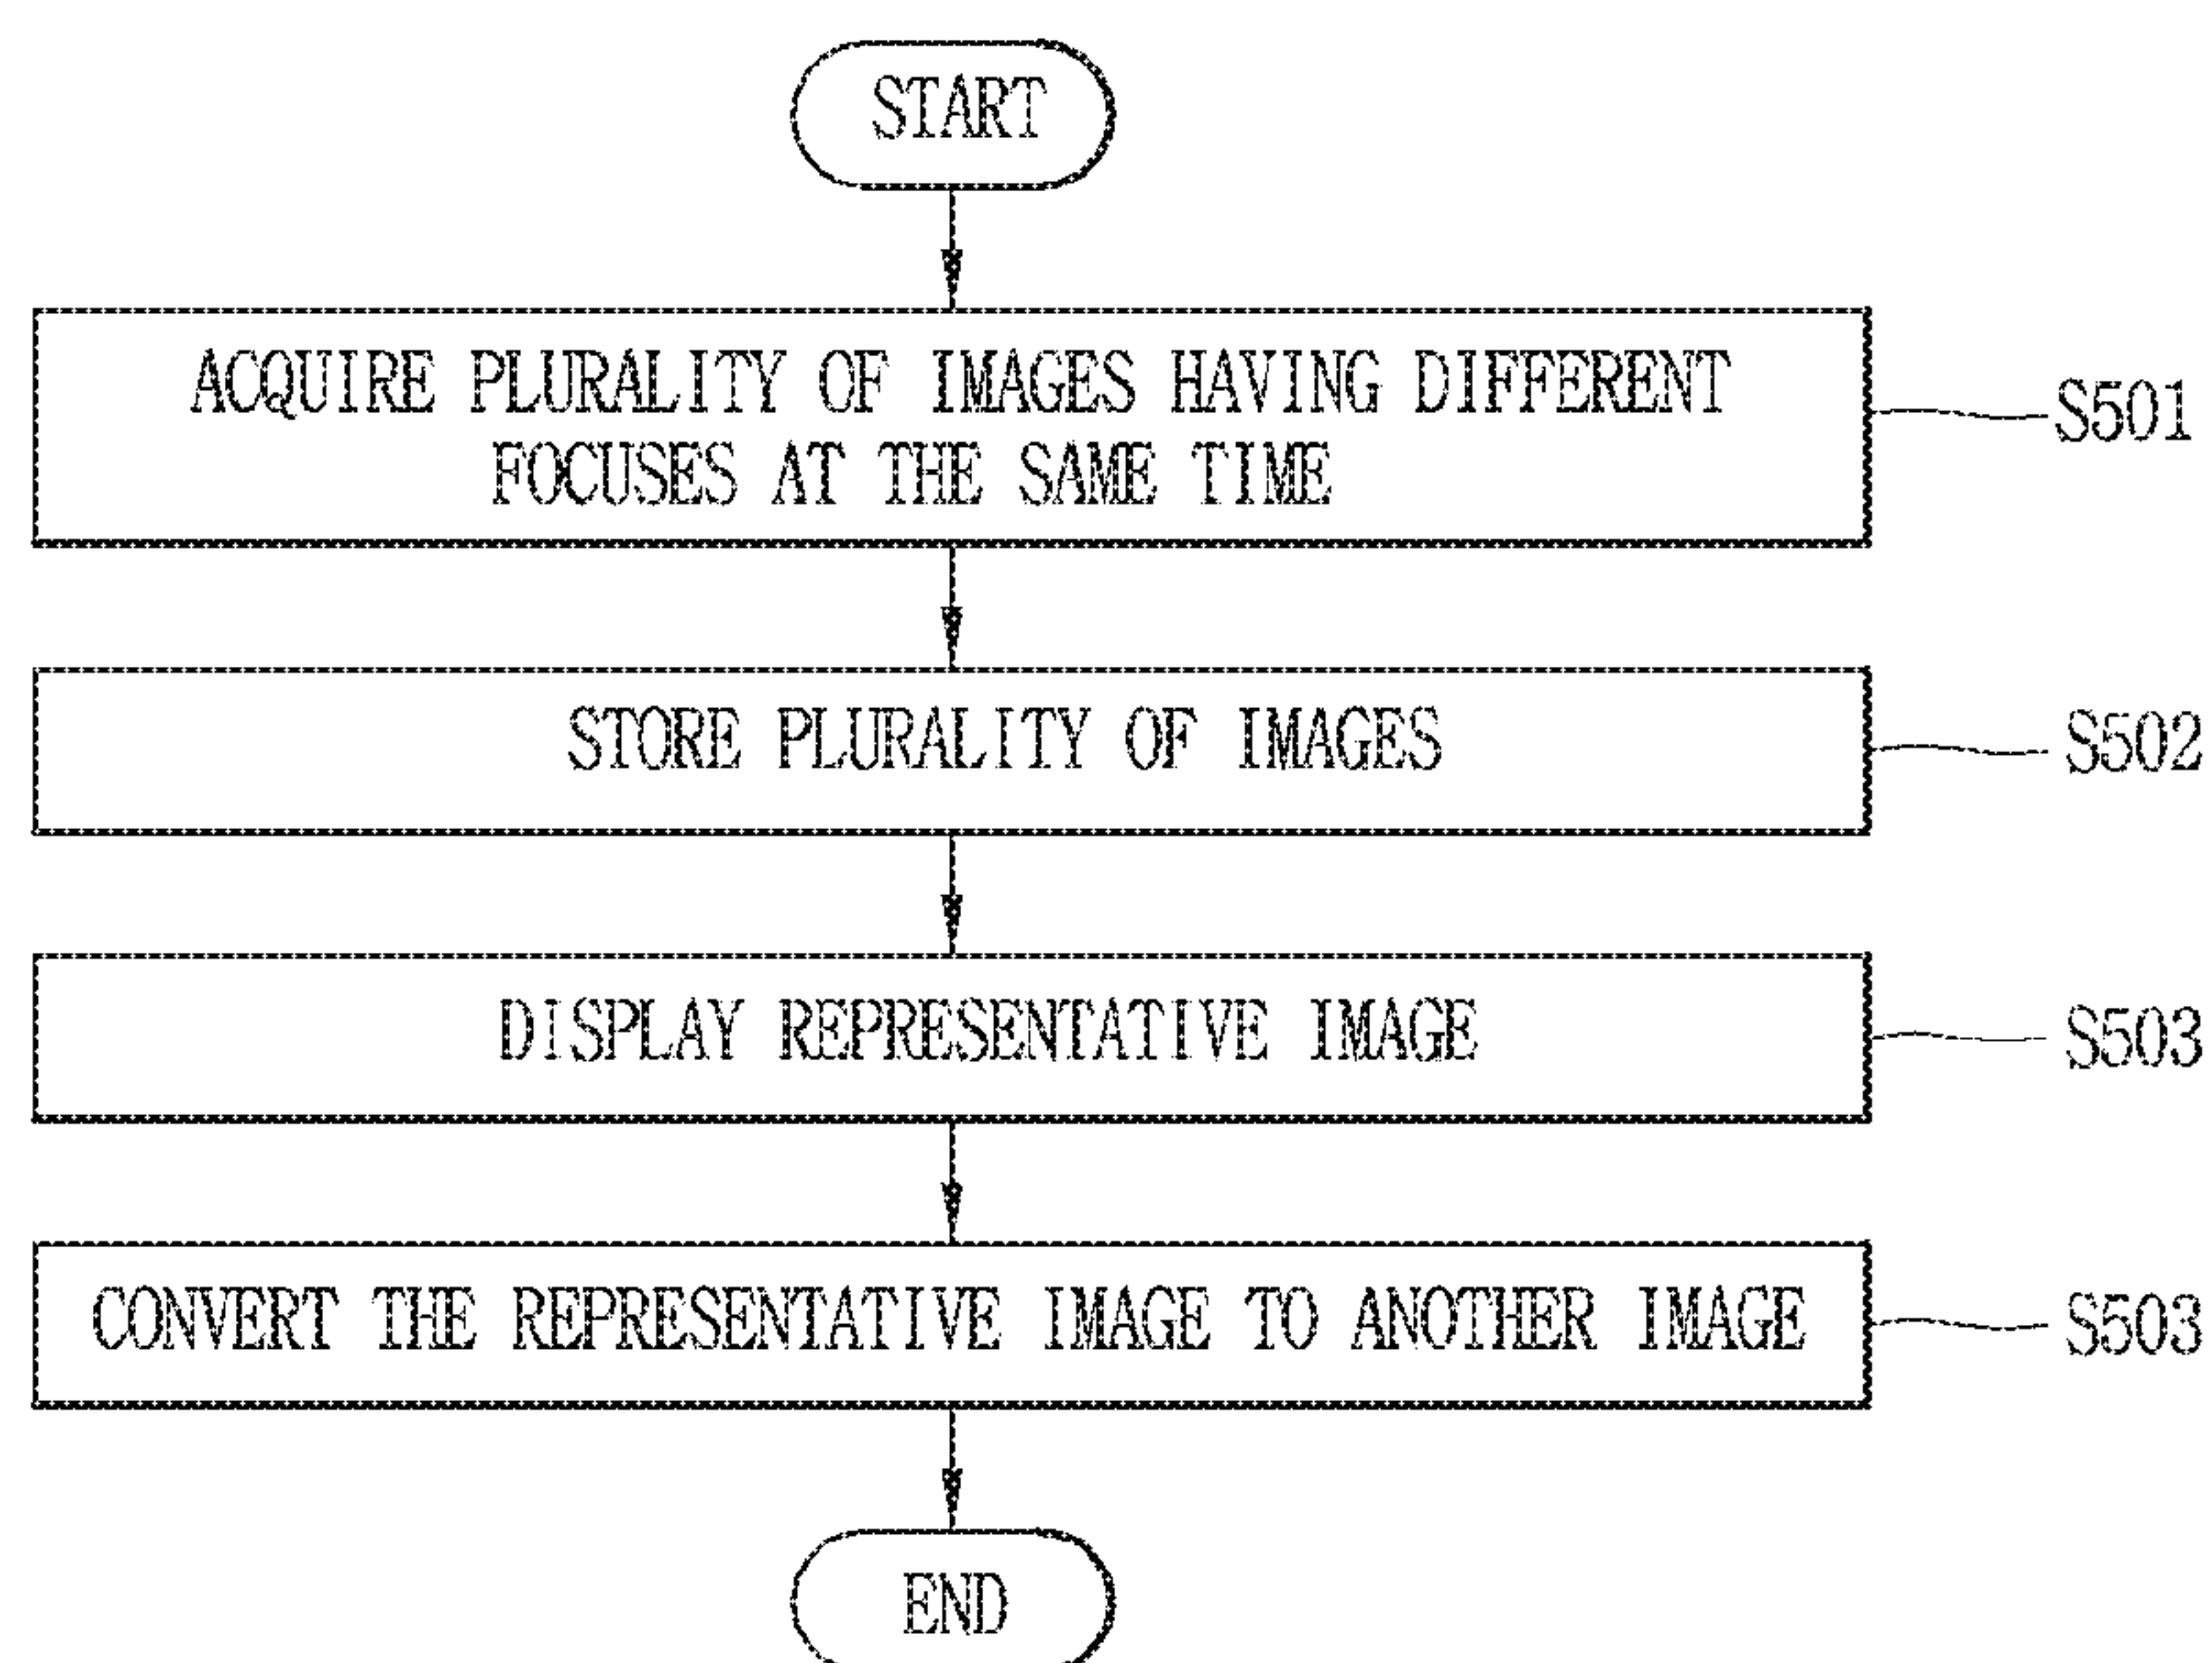 START
ACQUIRE PLURALITY OF IMAGES HAVING DIFFERENT
FOCUSES AT THE SAME TIME
S501
STORE PLURALITY OF IMAGES
S502
DISPLAY REPRESENTATIVE IMAGE
S503
CONVERT THE REPRESENTATIVE IMAGE TO ANOTHER IMAGE
S503
END